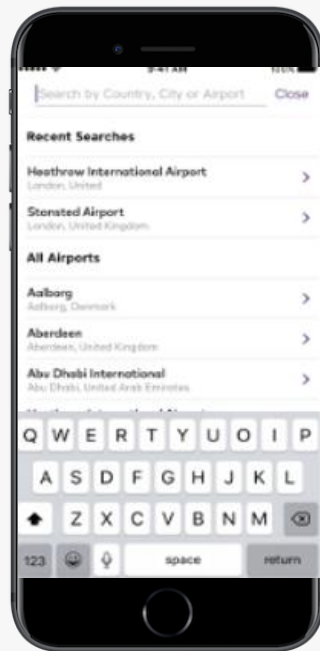 9:41 AM
100%
Search by Country, City or Airport
Close
Recent Searches
Heathrow International Airport
London, United
Stansted Airport
London, United Kingdom
All Airports
Aalborg
Aalborg, Denmark
Aberdeen
Aberdeen, United Kingdom
Abu Dhabi International
Abu Dhabi, United Arab Emirates
Q W E R T Y U O I P
A S D F G H J K L
Z X C V B N M
123 space return